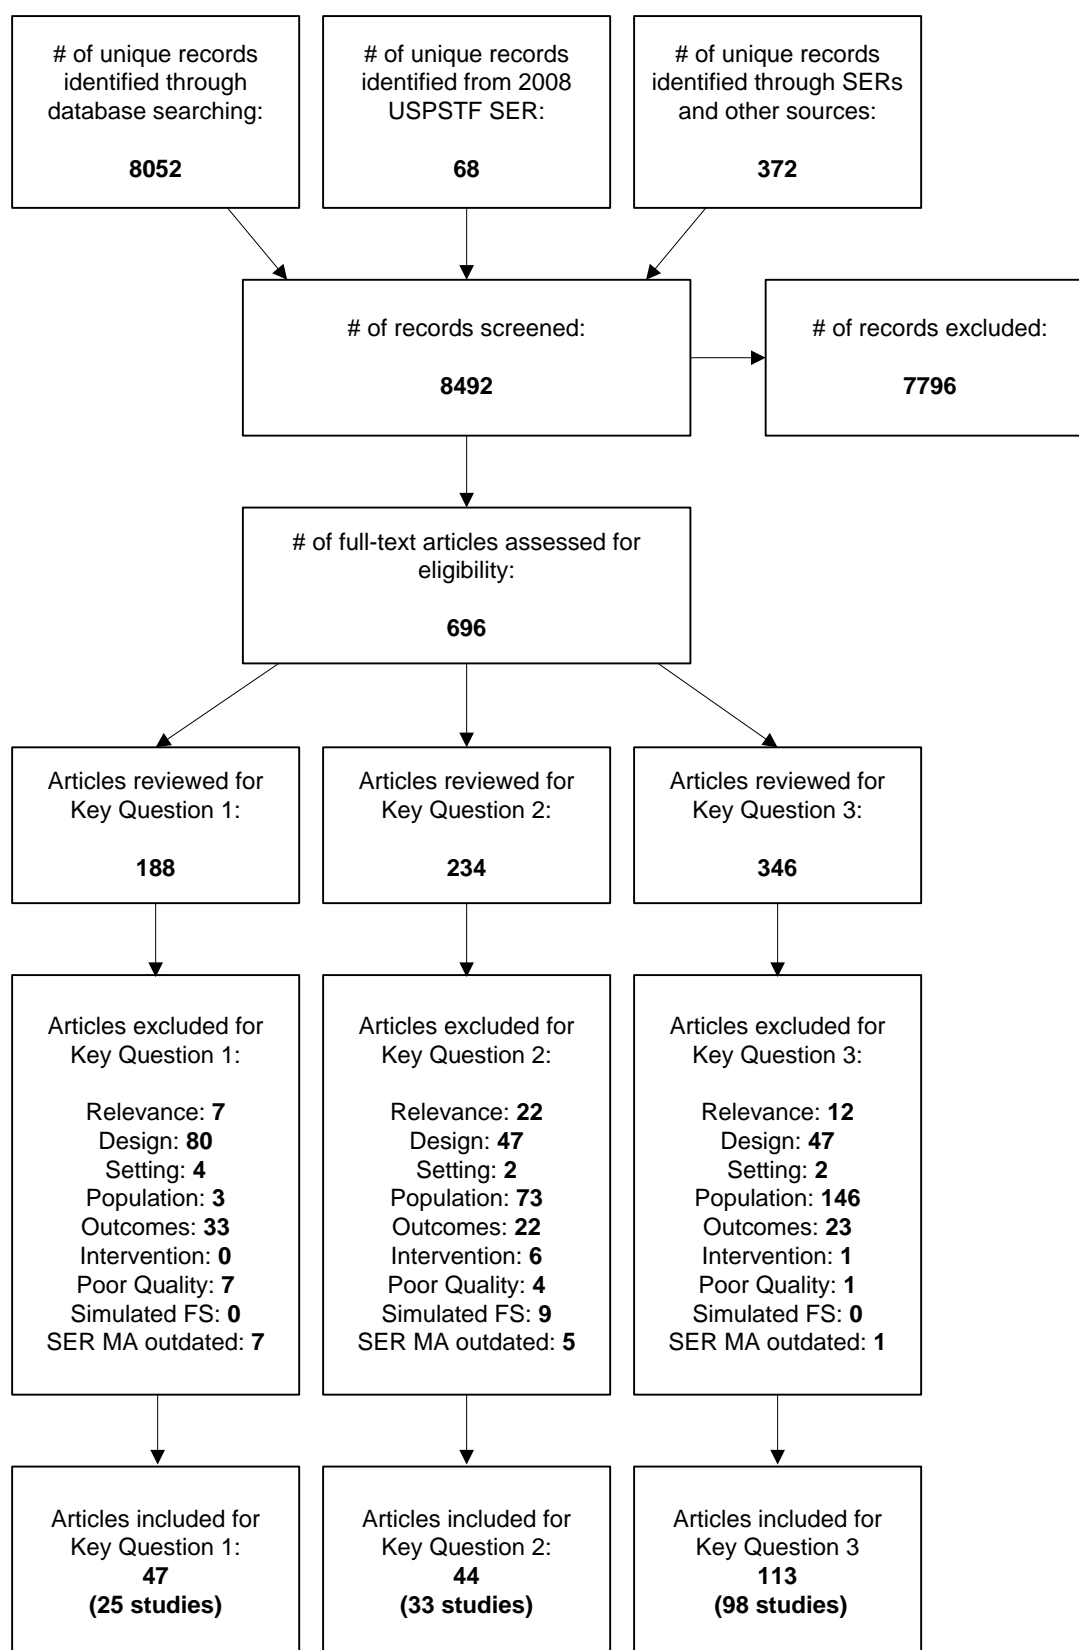 # of unique records
identified through
database searching:
8052
# of unique records
identified from 2008
USPSTF SER:
68
# of unique records
identified through SERs
and other sources:
372
# of records screened:
8492
# of records excluded:
7796
# of full-text articles assessed for
eligibility:
696
Articles reviewed for
Key Question 1:
188
Articles reviewed for
Key Question 2:
234
Articles reviewed for
Key Question 3:
346
Articles excluded for
Key Question 1:
Relevance: 7
Design: 80
Setting: 4
Population: 3
Outcomes: 33
Intervention: 0
Poor Quality: 7
Simulated FS: 0
SER MA outdated: 7
Articles excluded for
Key Question 2:
Relevance: 22
Design: 47
Setting: 2
Population: 73
Outcomes: 22
Intervention: 6
Poor Quality: 4
Simulated FS: 9
SER MA outdated: 5
Articles excluded for
Key Question 3:
Relevance: 12
Design: 47
Setting: 2
Population: 146
Outcomes: 23
Intervention: 1
Poor Quality: 1
Simulated FS: 0
SER MA outdated: 1
Articles included for
Key Question 1:
47
(25 studies)
Articles included for
Key Question 2:
44
(33 studies)
Articles included for
Key Question 3
113
(98 studies)